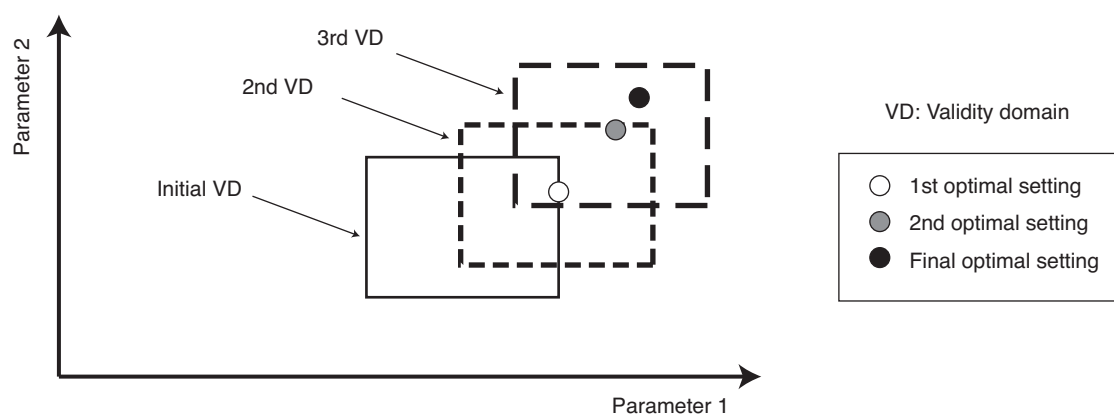 Parameter 2
3rd VD
2nd VD
Initial VD
Parameter 1
VD: Validity domain
1st optimal setting
2nd optimal setting
Final optimal setting